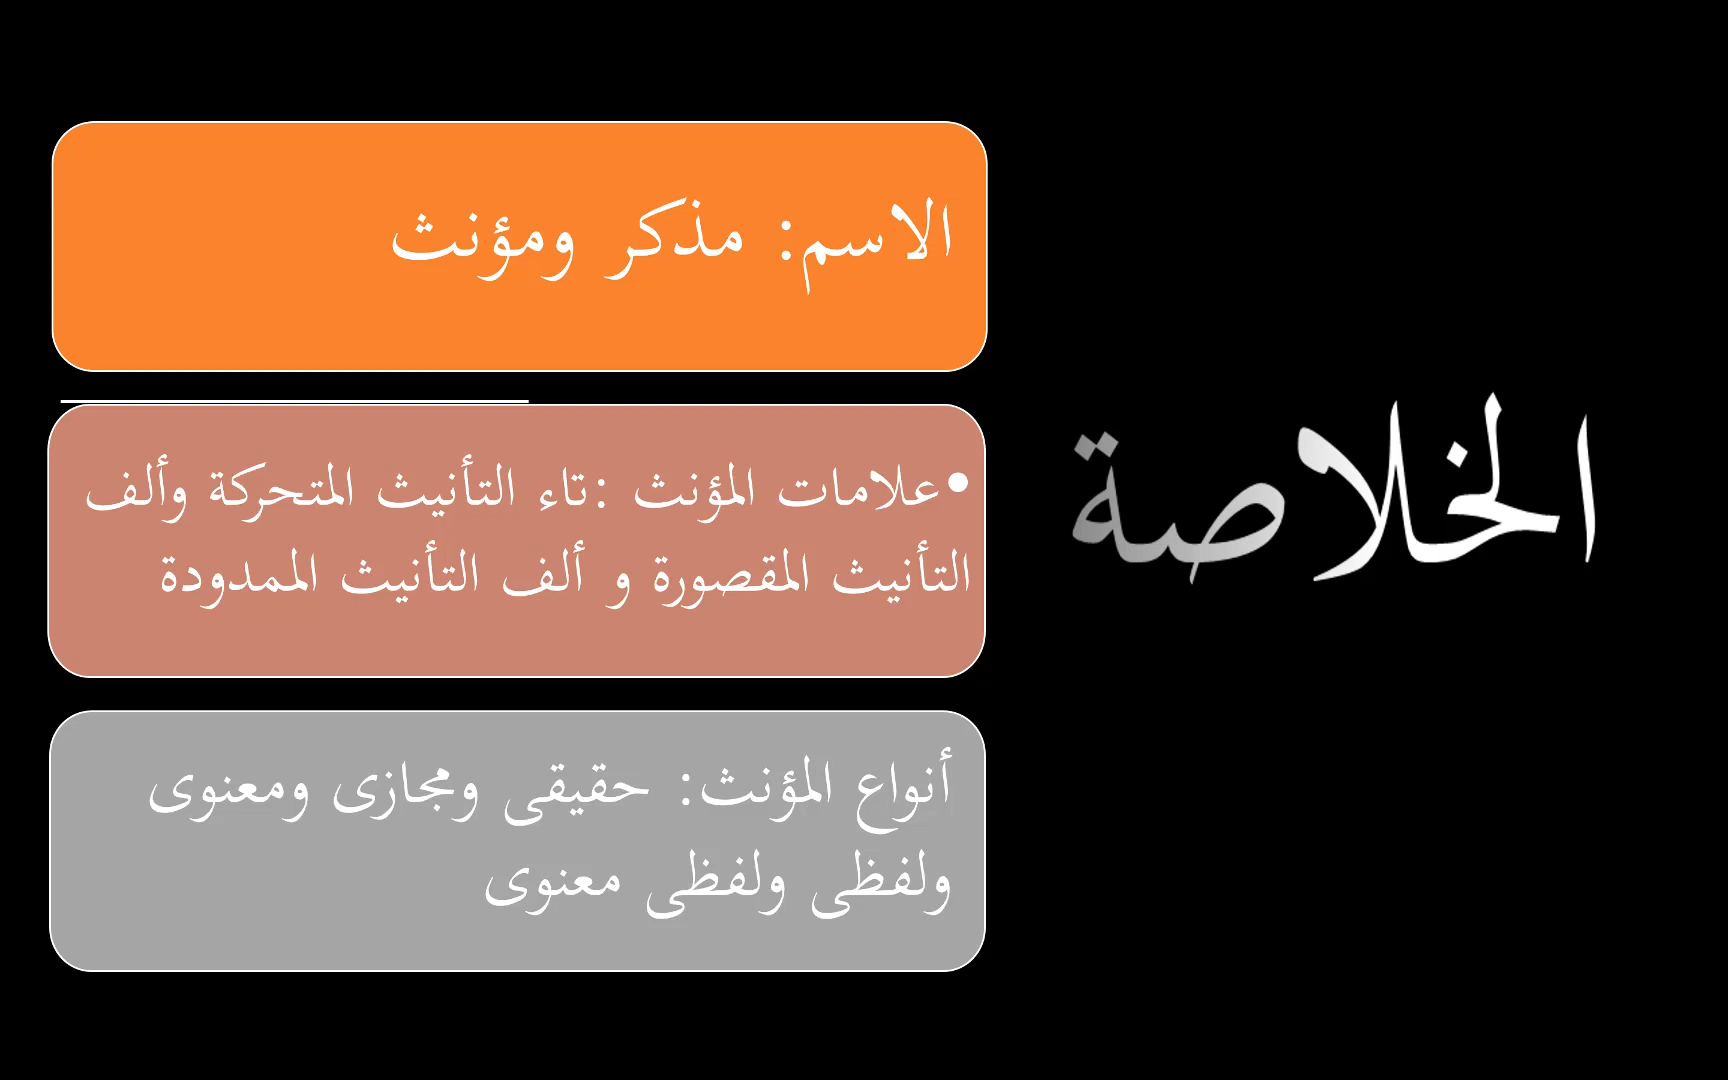 الخلاصة
الاسم: مذكر ومؤنث
•علامات المؤنث :تاء التأنيث المتحركة وألف
التأنيث المقصورة و ألف التأنيث الممدودة
أنواع المؤنث: حقيقى ومجازى ومعنوى
ولفظى ولفظى معنوى